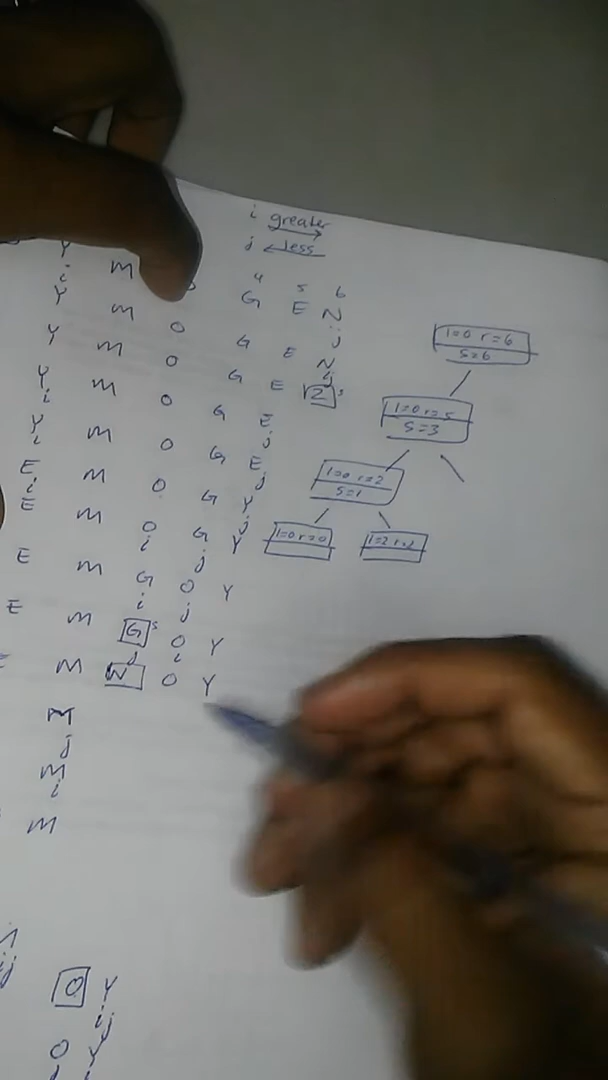 i greater
j less
4 5 6
Y M G E N
i j
Y M O G E N
j
Y M O G E Z s
Y M O G E
i j
Y M O G E
i j
E M O G Y
i j
E M O G Y
i j
E M G O Y
i j
E M G s O Y
j i
E M N O Y
M
j
M
i
M
O Y
i j
O Y
l=0 r=6
S=6
l=0 r=5
S=3
l=0 r=2
S=1
l=0 r=0
l=2 r=2